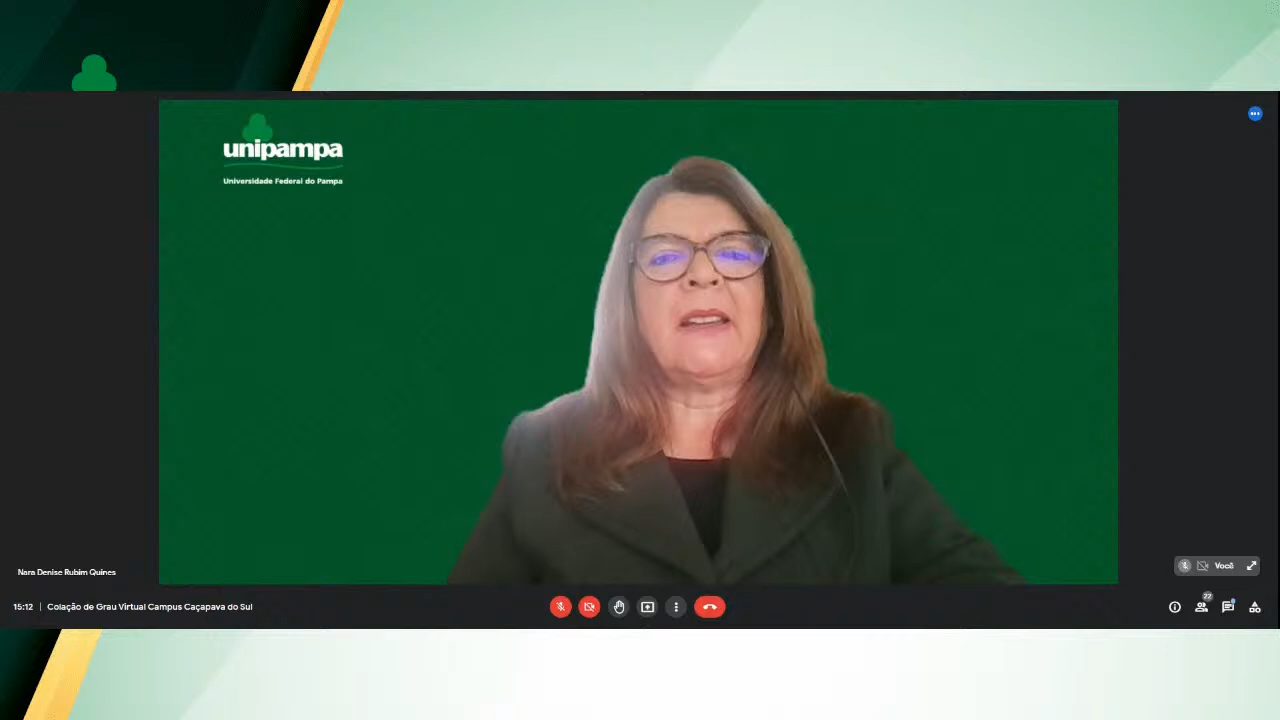 unipampa
Universidade Federal do Pampa
Nara Denise Rubim Quines
Você
15:12 | Colação de Grau Virtual Campus Caçapava do Sul
22